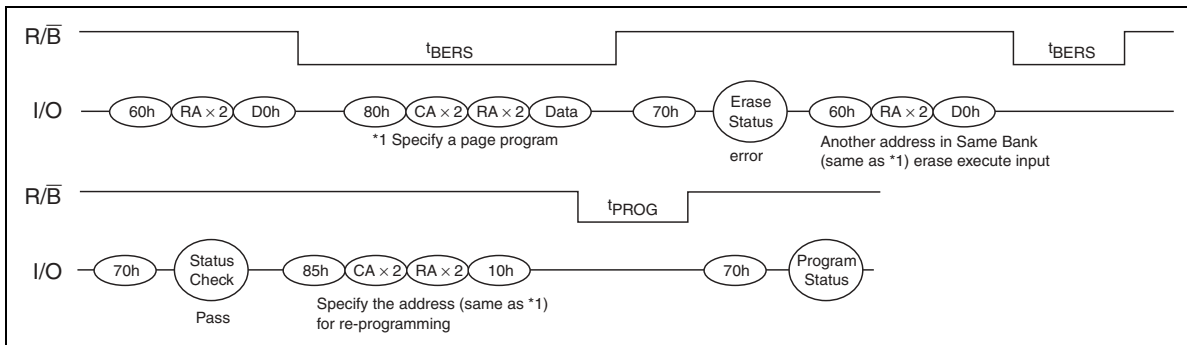 R/B̅
tBERS
tBERS
I/O
60h RA × 2 D0h 80h CA × 2 RA × 2 Data 70h Erase Status 60h RA × 2 D0h
*1 Specify a page program
error
Another address in Same Bank
(same as *1) erase execute input
R/B̅
tPROG
I/O
70h Status Check 85h CA × 2 RA × 2 10h 70h Program Status
Pass
Specify the address (same as *1)
for re-programming